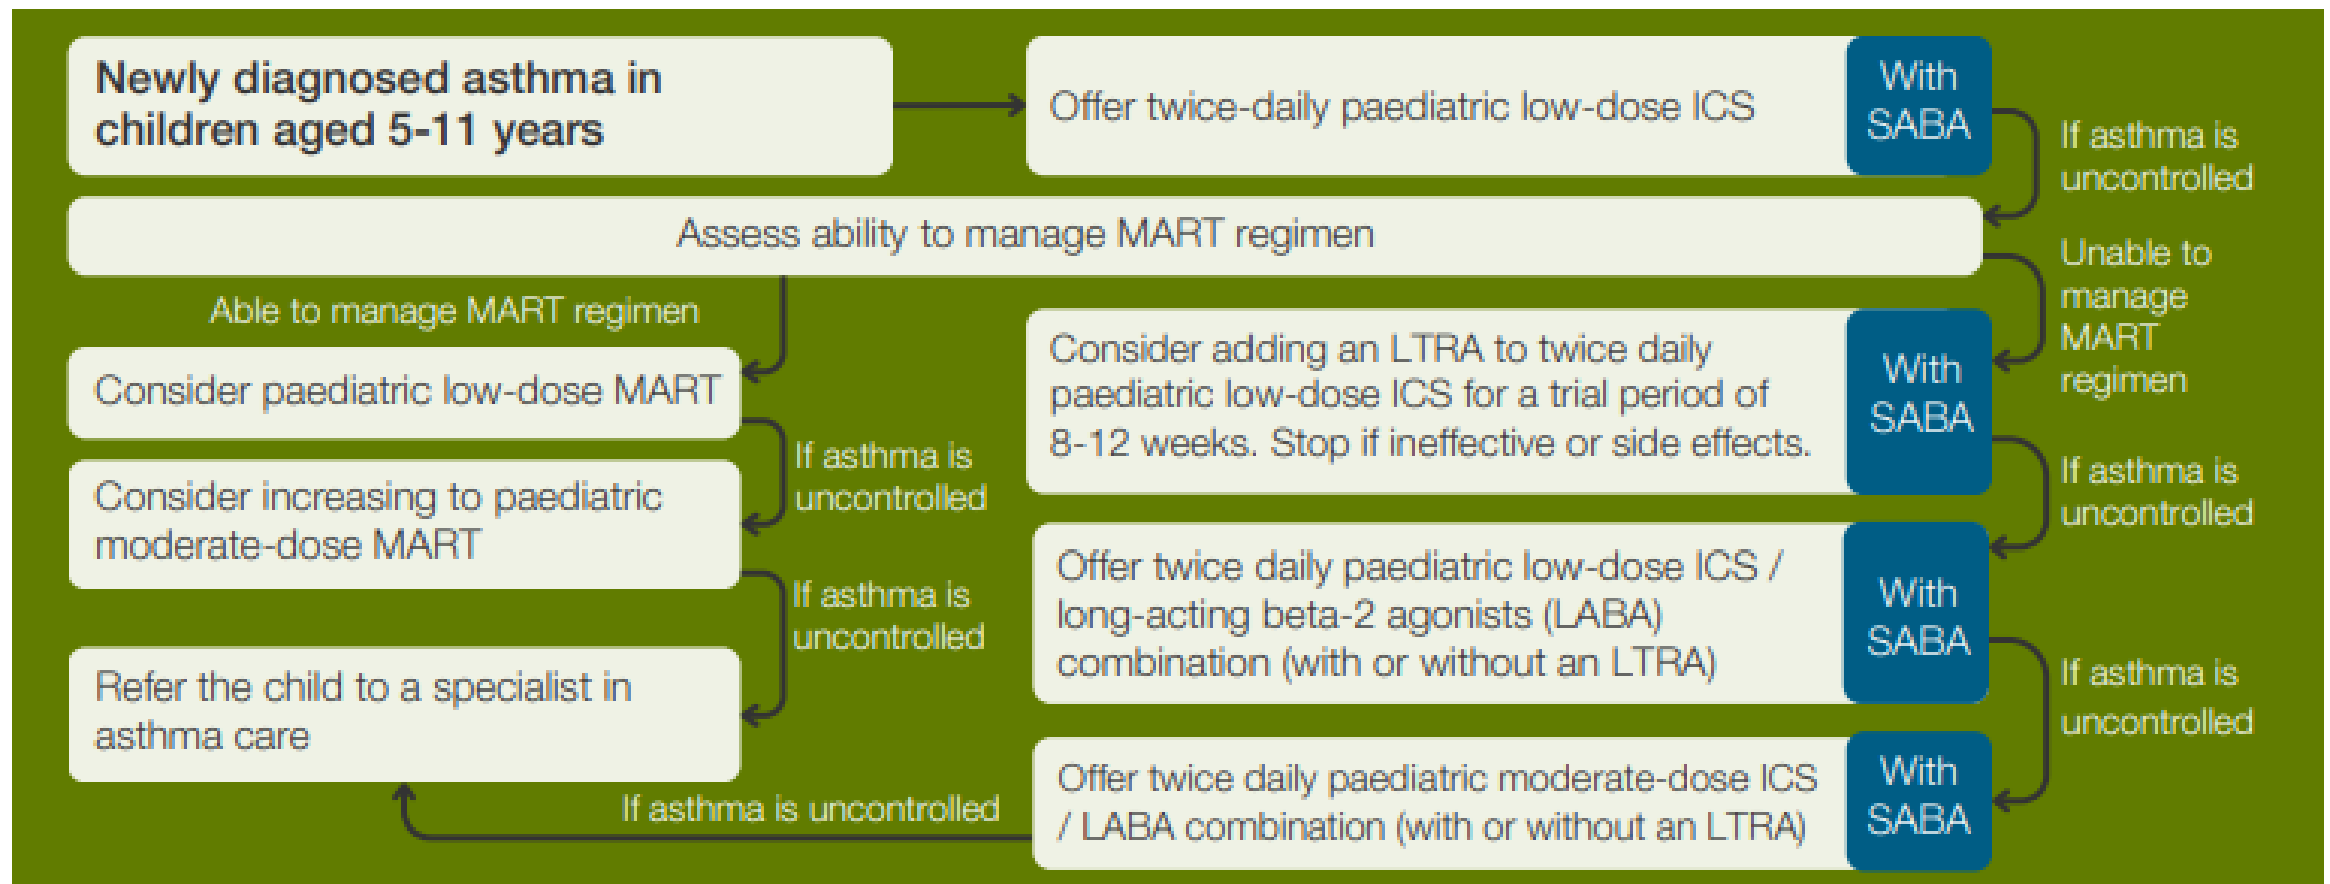 Newly diagnosed asthma in
children aged 5-11 years
Offer twice-daily paediatric low-dose ICS
With
SABA
If asthma is
uncontrolled
Assess ability to manage MART regimen
Able to manage MART regimen
Unable to
manage
MART
regimen
Consider paediatric low-dose MART
If asthma is
uncontrolled
Consider increasing to paediatric
moderate-dose MART
If asthma is
uncontrolled
Refer the child to a specialist in
asthma care
Consider adding an LTRA to twice daily
paediatric low-dose ICS for a trial period of
8-12 weeks. Stop if ineffective or side effects.
With
SABA
If asthma is
uncontrolled
Offer twice daily paediatric low-dose ICS /
long-acting beta-2 agonists (LABA)
combination (with or without an LTRA)
With
SABA
If asthma is
uncontrolled
Offer twice daily paediatric moderate-dose ICS
/ LABA combination (with or without an LTRA)
With
SABA
If asthma is uncontrolled